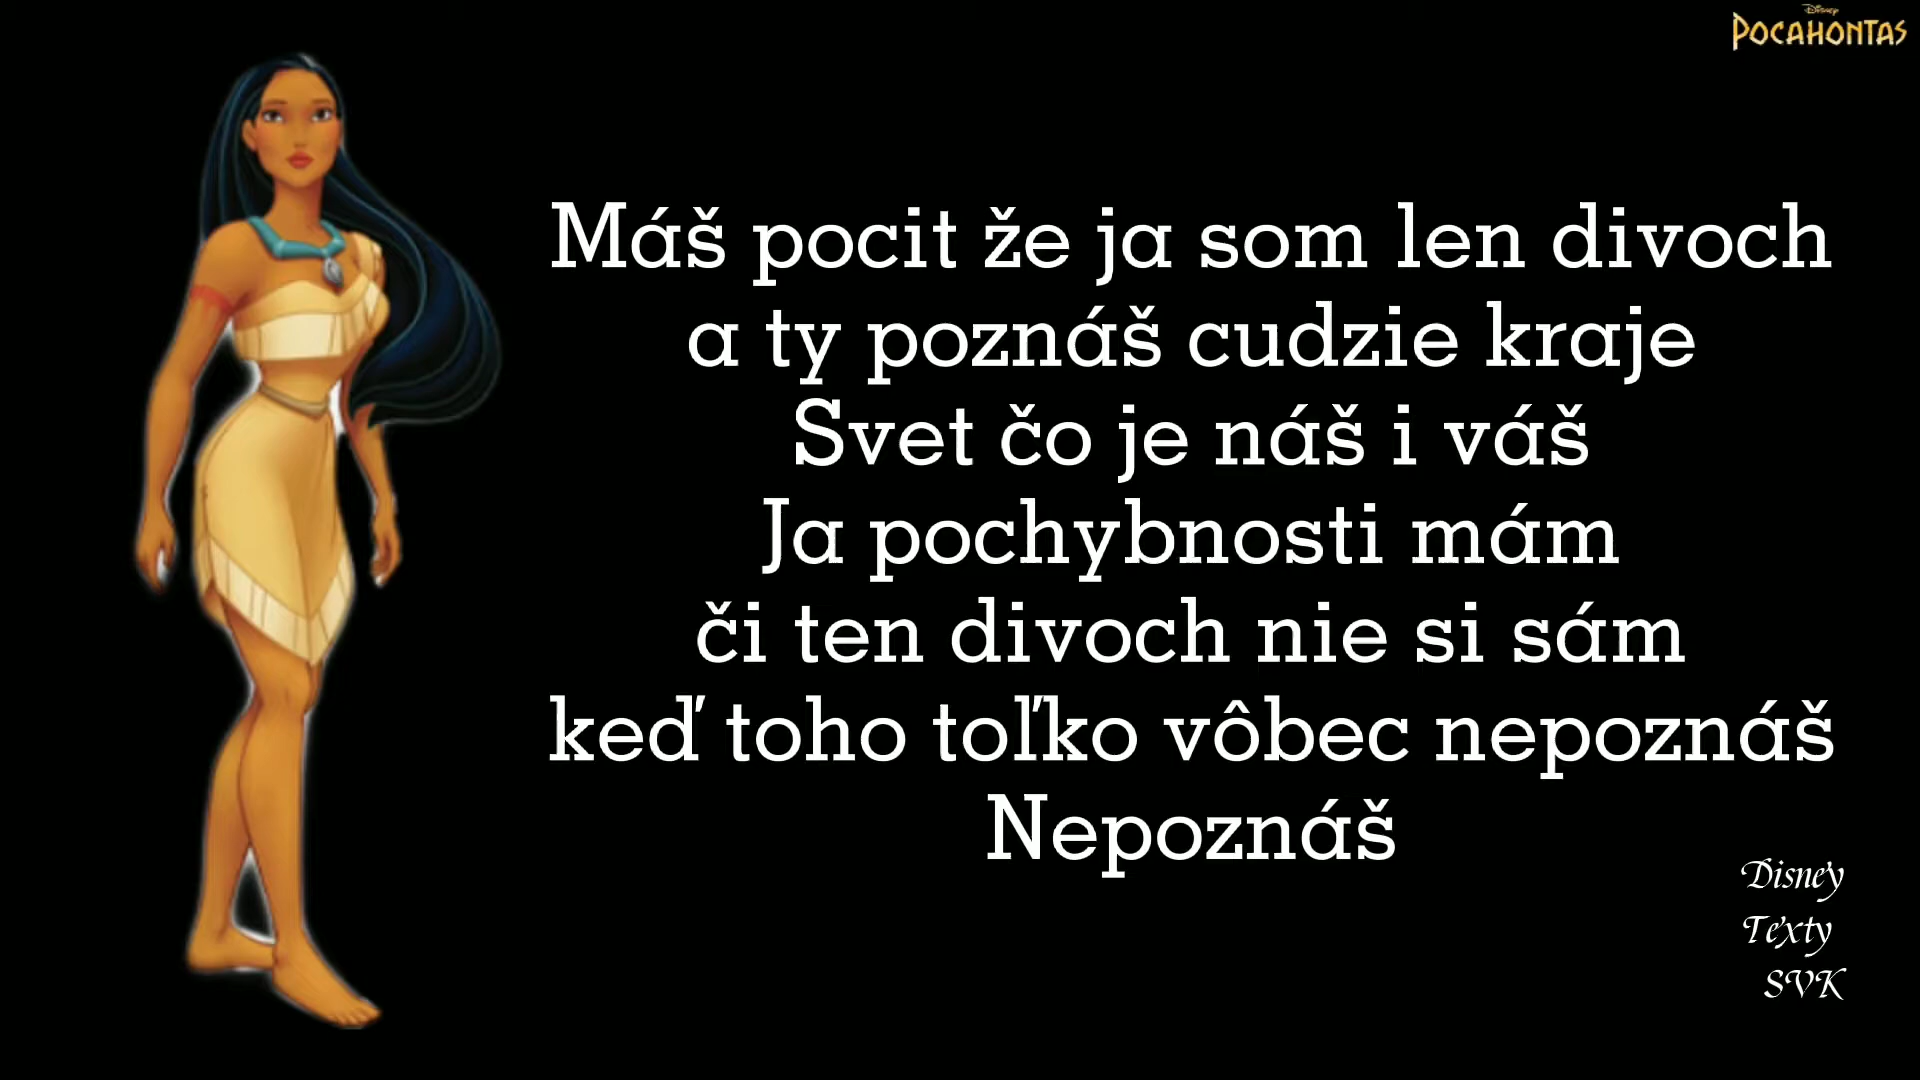 Disney
POCAHONTAS
Máš pocit že ja som len divoch
a ty poznáš cudzie kraje
Svet čo je náš i váš
Ja pochybnosti mám
či ten divoch nie si sám
keď toho toľko vôbec nepoznáš
Nepoznáš
Disney
Texty
SVK